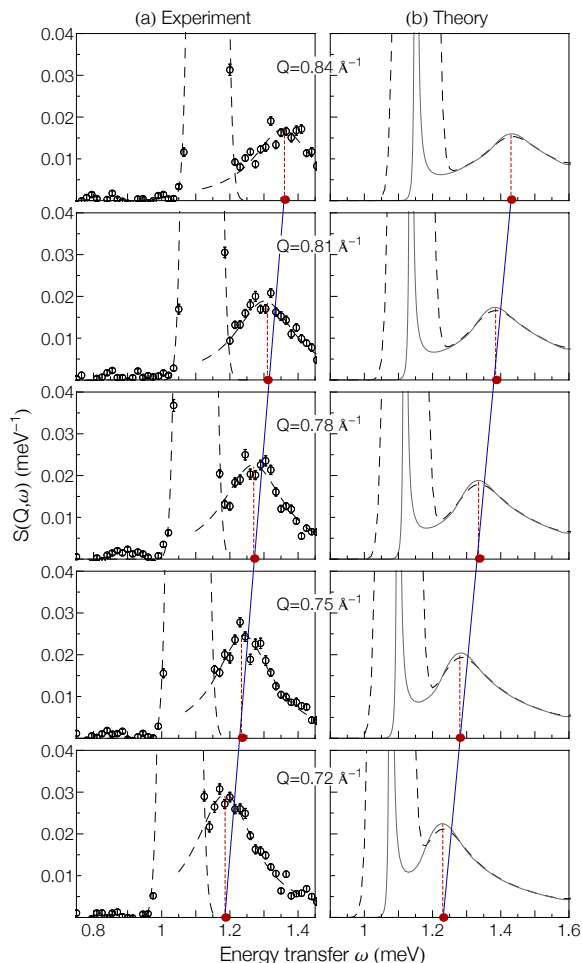 (a) Experiment
(b) Theory
0.04
0.03
0.02
0.01
Q=0.84 Å⁻¹
0.04
0.03
0.02
0.01
Q=0.81 Å⁻¹
0.04
0.03
0.02
0.01
Q=0.78 Å⁻¹
S(Q,ω) (meV⁻¹)
0.04
0.03
0.02
0.01
Q=0.75 Å⁻¹
0.04
0.03
0.02
0.01
Q=0.72 Å⁻¹
0.8 1 1.2 1.4 1 1.2 1.4 1.6
Energy transfer ω (meV)